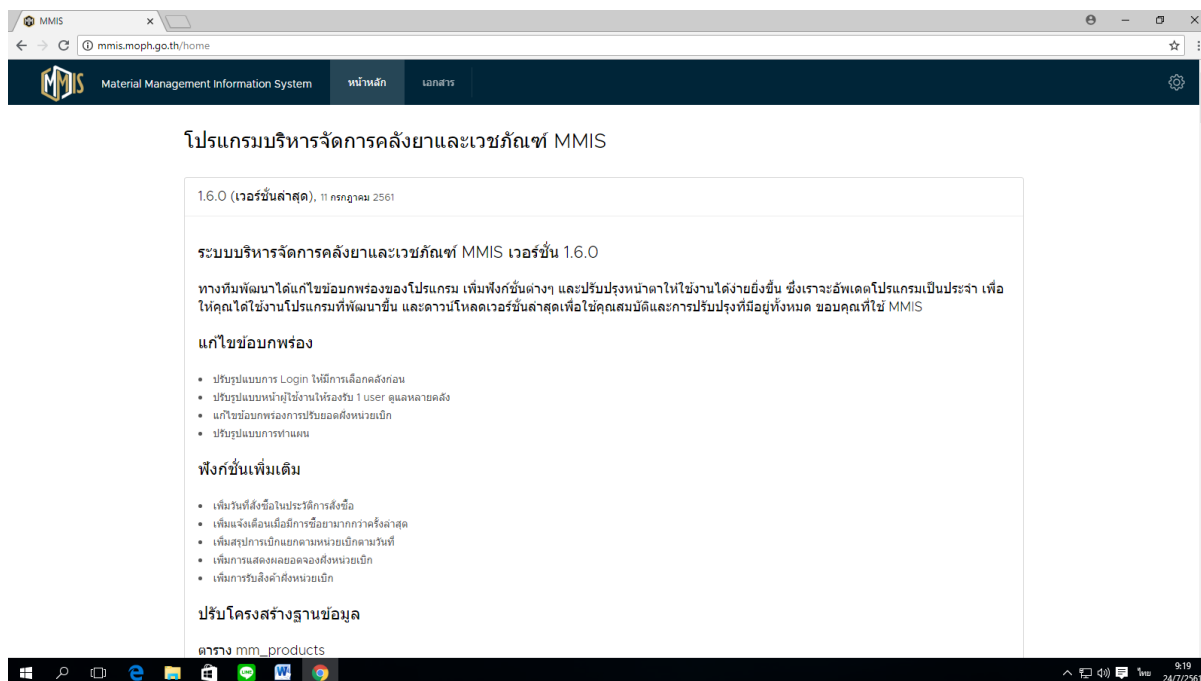 MMIS
mmis.moph.go.th/home
MMIS Material Management Information System หน้าหลัก เอกสาร
โปรแกรมบริหารจัดการคลังยาและเวชภัณฑ์ MMIS
1.6.0 (เวอร์ชั่นล่าสุด), 11 กรกฎาคม 2561
ระบบบริหารจัดการคลังยาและเวชภัณฑ์ MMIS เวอร์ชั่น 1.6.0
ทางทีมพัฒนาได้แก้ไขข้อบกพร่องของโปรแกรม เพิ่มฟังก์ชั่นต่างๆ และปรับปรุงหน้าตาให้ใช้งานได้ง่ายยิ่งขึ้น ซึ่งเราจะอัพเดตโปรแกรมเป็นประจำ เพื่อ
ให้คุณได้ใช้งานโปรแกรมที่พัฒนาขึ้น และดาวน์โหลดเวอร์ชั่นล่าสุดเพื่อใช้คุณสมบัติและการปรับปรุงที่มีอยู่ทั้งหมด ขอบคุณที่ใช้ MMIS
แก้ไขข้อบกพร่อง
• ปรับรูปแบบการ Login ให้มีการเลือกคลังก่อน
• ปรับรูปแบบหน้าผู้ใช้งานให้รองรับ 1 user ดูแลหลายคลัง
• แก้ไขข้อบกพร่องการปรับยอดฝั่งหน่วยเบิก
• ปรับรูปแบบการทำแผน
ฟังก์ชั่นเพิ่มเติม
• เพิ่มวันที่สั่งซื้อในประวัติการสั่งซื้อ
• เพิ่มแจ้งเตือนเมื่อมีการซื้อยามากกว่าครั้งล่าสุด
• เพิ่มสรุปการเบิกแยกตามหน่วยเบิกตามวันที่
• เพิ่มการแสดงผลยอดจองฝั่งหน่วยเบิก
• เพิ่มการรับสิ่งค้าฝั่งหน่วยเบิก
ปรับโครงสร้างฐานข้อมูล
ตาราง mm_products
LINE W ไทย 9:19
24/7/256